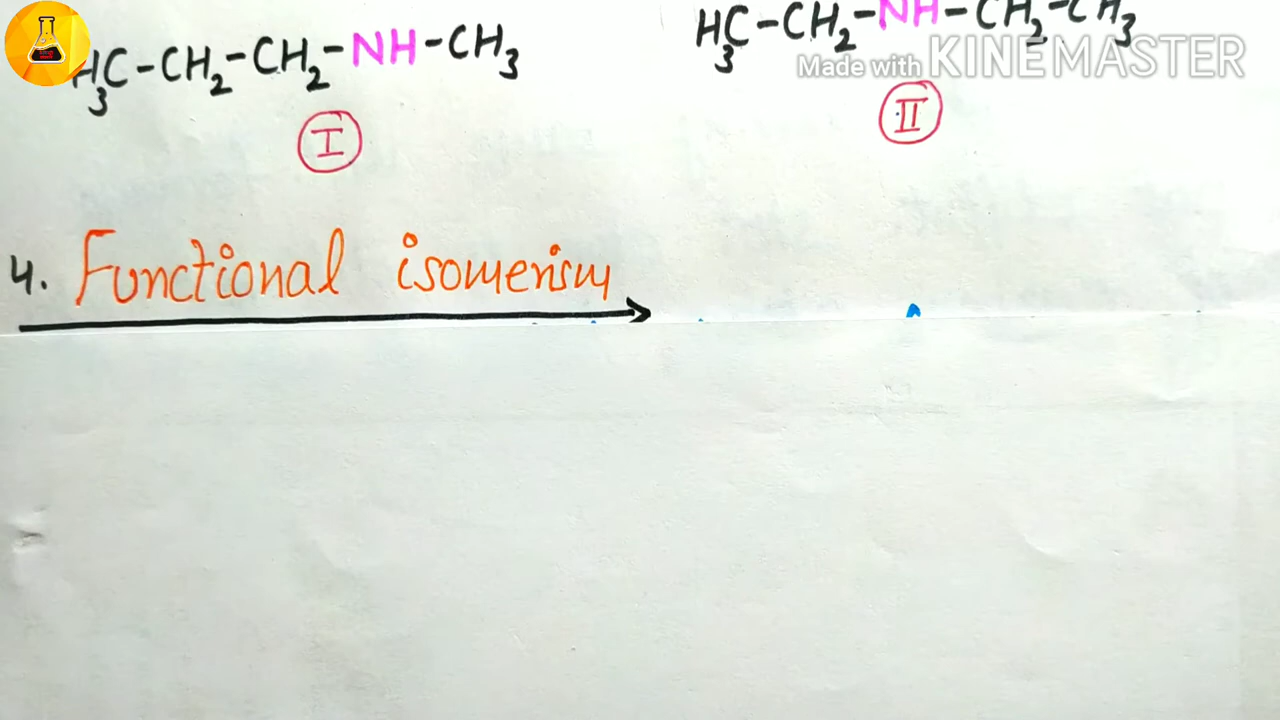 H₃C-CH₂-CH₂-NH-CH₃
H₃C-CH₂-NH-CH₂-CH₃
Made with KINEMASTER
I
II
4. Functional isomerism